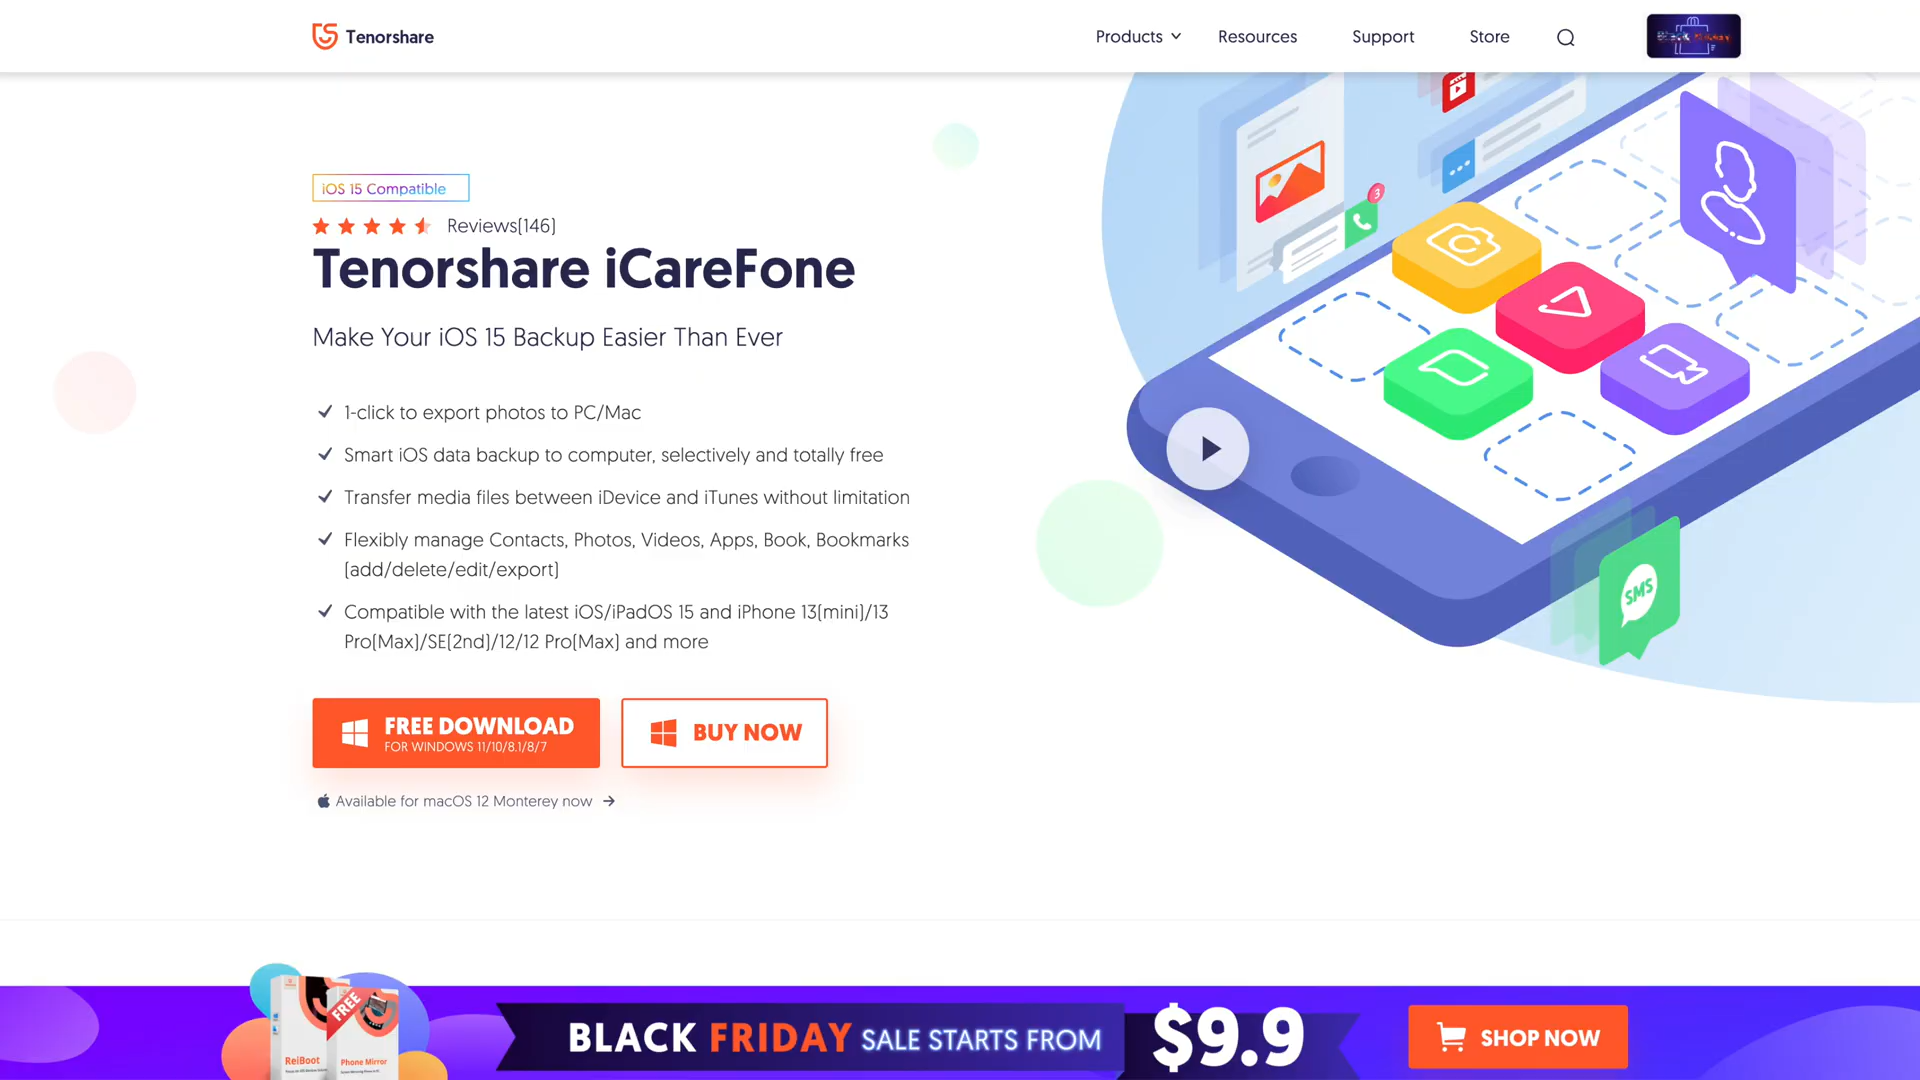 Tenorshare
Products
Resources
Support
Store
Black Friday
iOS 15 Compatible
Reviews(146)
Tenorshare iCareFone
Make Your iOS 15 Backup Easier Than Ever
1-click to export photos to PC/Mac
Smart iOS data backup to computer, selectively and totally free
Transfer media files between iDevice and iTunes without limitation
Flexibly manage Contacts, Photos, Videos, Apps, Book, Bookmarks
(add/delete/edit/export)
Compatible with the latest iOS/iPadOS 15 and iPhone 13(mini)/13
Pro(Max)/SE(2nd)/12/12 Pro(Max) and more
FREE DOWNLOAD
FOR WINDOWS 11/10/8.1/8/7
BUY NOW
Available for macOS 12 Monterey now
3
SMS
FREE
ReiBoot
Phone Mirror
BLACK FRIDAY SALE STARTS FROM
$9.9
SHOP NOW